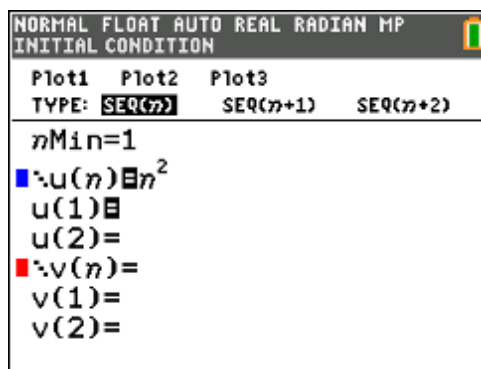 NORMAL FLOAT AUTO REAL RADIAN MP
INITIAL CONDITION
Plot1 Plot2 Plot3
TYPE: SEQ(n) SEQ(n+1) SEQ(n+2)
nMin=1
u(n)=n²
u(1)=
u(2)=
v(n)=
v(1)=
v(2)=